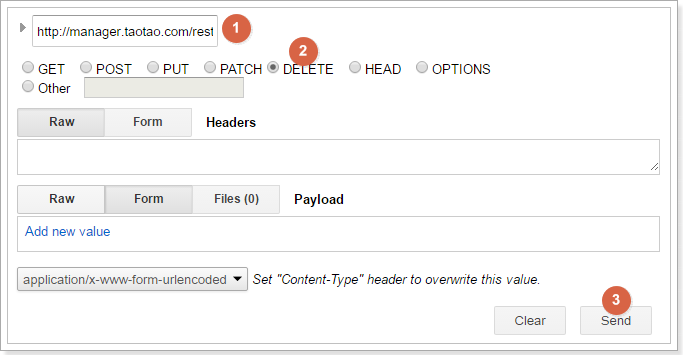 http://manager.taotao.com/rest
1
2
GET POST PUT PATCH DELETE HEAD OPTIONS
Other
Raw Form Headers
Raw Form Files (0) Payload
Add new value
application/x-www-form-urlencoded Set "Content-Type" header to overwrite this value.
3
Clear Send